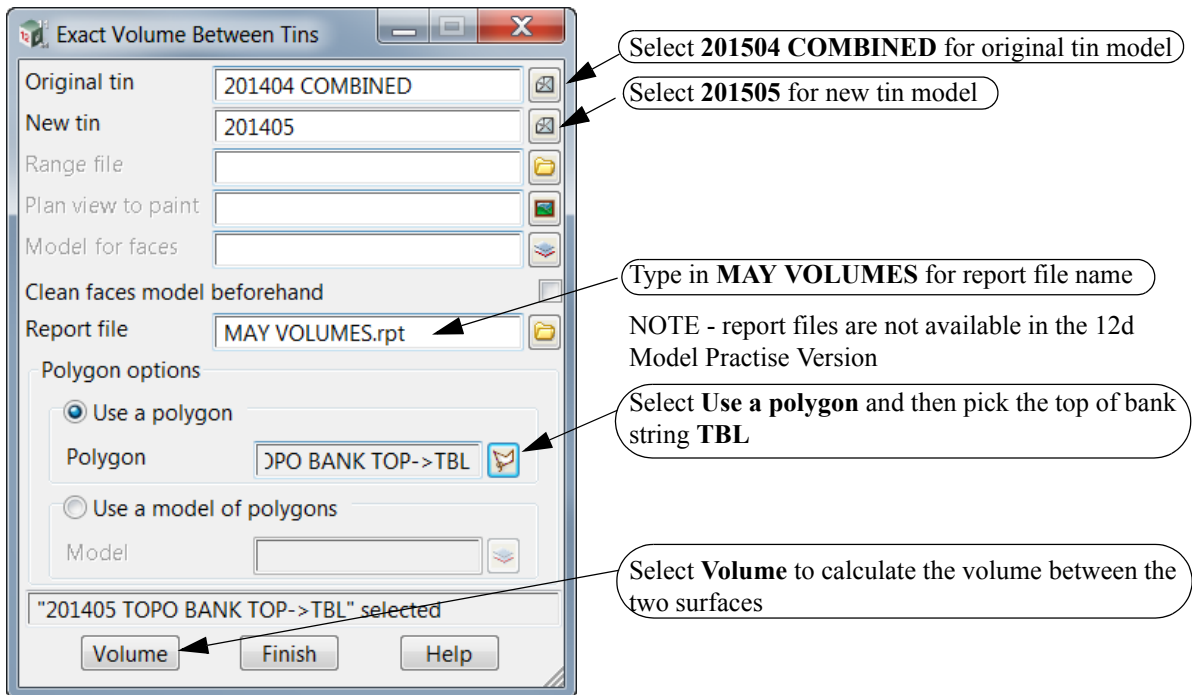 Exact Volume Between Tins
Original tin 201404 COMBINED
New tin 201405
Range file
Plan view to paint
Model for faces
Clean faces model beforehand
Report file MAY VOLUMES.rpt
Polygon options
Use a polygon
Polygon OPO BANK TOP->TBL
Use a model of polygons
Model
"201405 TOPO BANK TOP->TBL" selected
Volume Finish Help
Select 201504 COMBINED for original tin model
Select 201505 for new tin model
Type in MAY VOLUMES for report file name
NOTE - report files are not available in the 12d
Model Practise Version
Select Use a polygon and then pick the top of bank
string TBL
Select Volume to calculate the volume between the
two surfaces